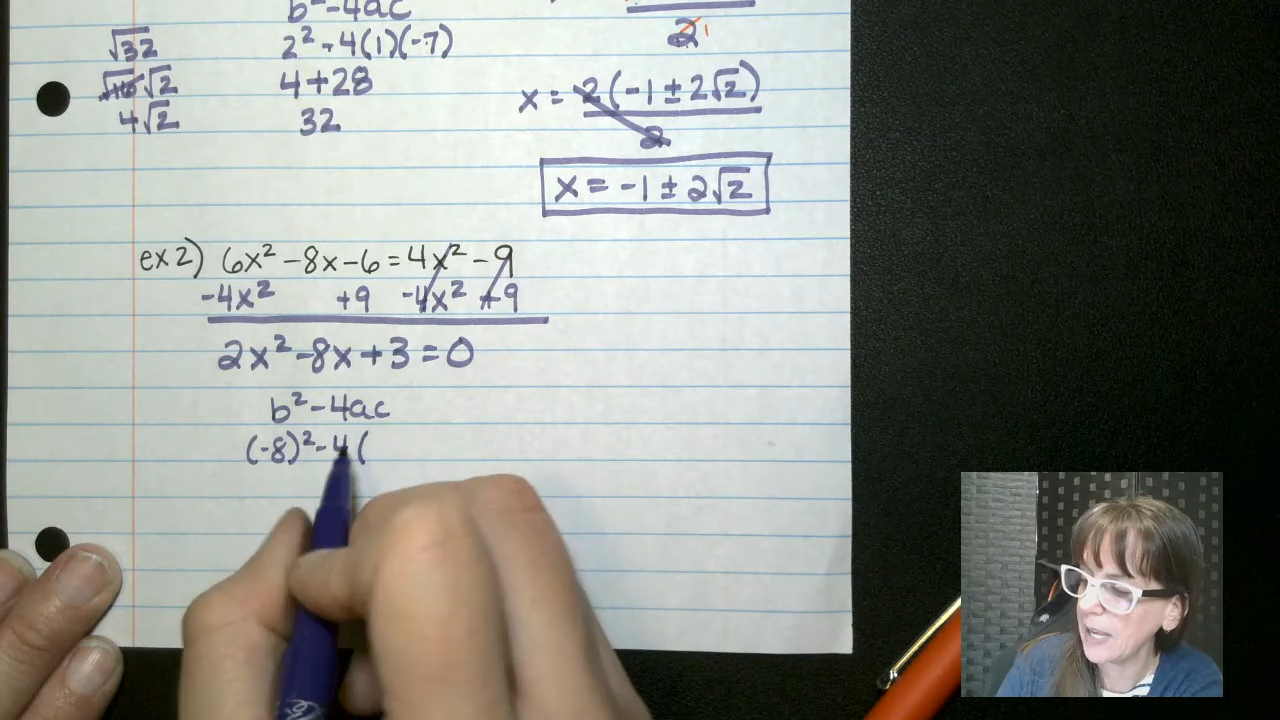 b² - 4ac
√32
2² - 4(1)(-7)
2 1
√16 √2
4 + 28
x = 2(-1 ± 2√2)
2
4√2
32
x = -1 ± 2√2
ex 2) 6x² - 8x - 6 = 4x² - 9
-4x² +9 -4x² +9
2x² - 8x + 3 = 0
b² - 4ac
(-8)² - 4(